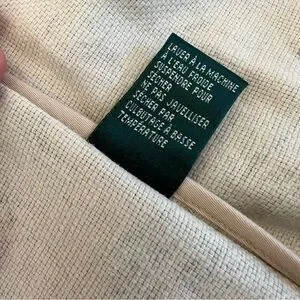 LAVER À LA MACHINE
À L'EAU FROIDE
SUSPENDRE POUR
SÉCHER
NE PAS JAVELLISER
SÉCHER PAR
CULBUTAGE À BASSE
TEMPÉRATURE